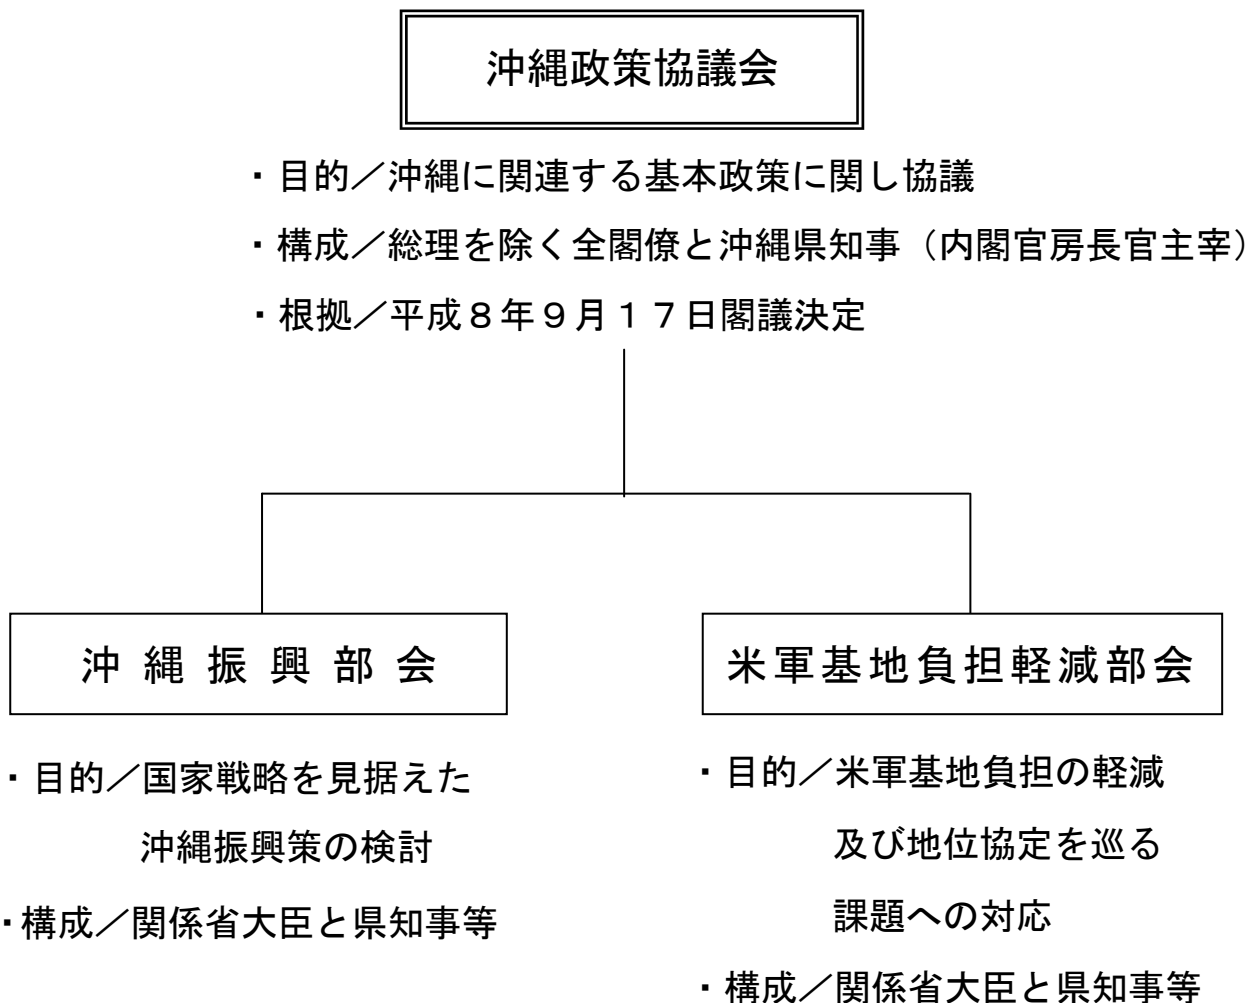 沖縄政策協議会
・目的／沖縄に関連する基本政策に関し協議
・構成／総理を除く全閣僚と沖縄県知事（内閣官房長官主宰）
・根拠／平成８年９月１７日閣議決定
沖縄振興部会
・目的／国家戦略を見据えた
沖縄振興策の検討
・構成／関係省大臣と県知事等
米軍基地負担軽減部会
・目的／米軍基地負担の軽減
及び地位協定を巡る
課題への対応
・構成／関係省大臣と県知事等